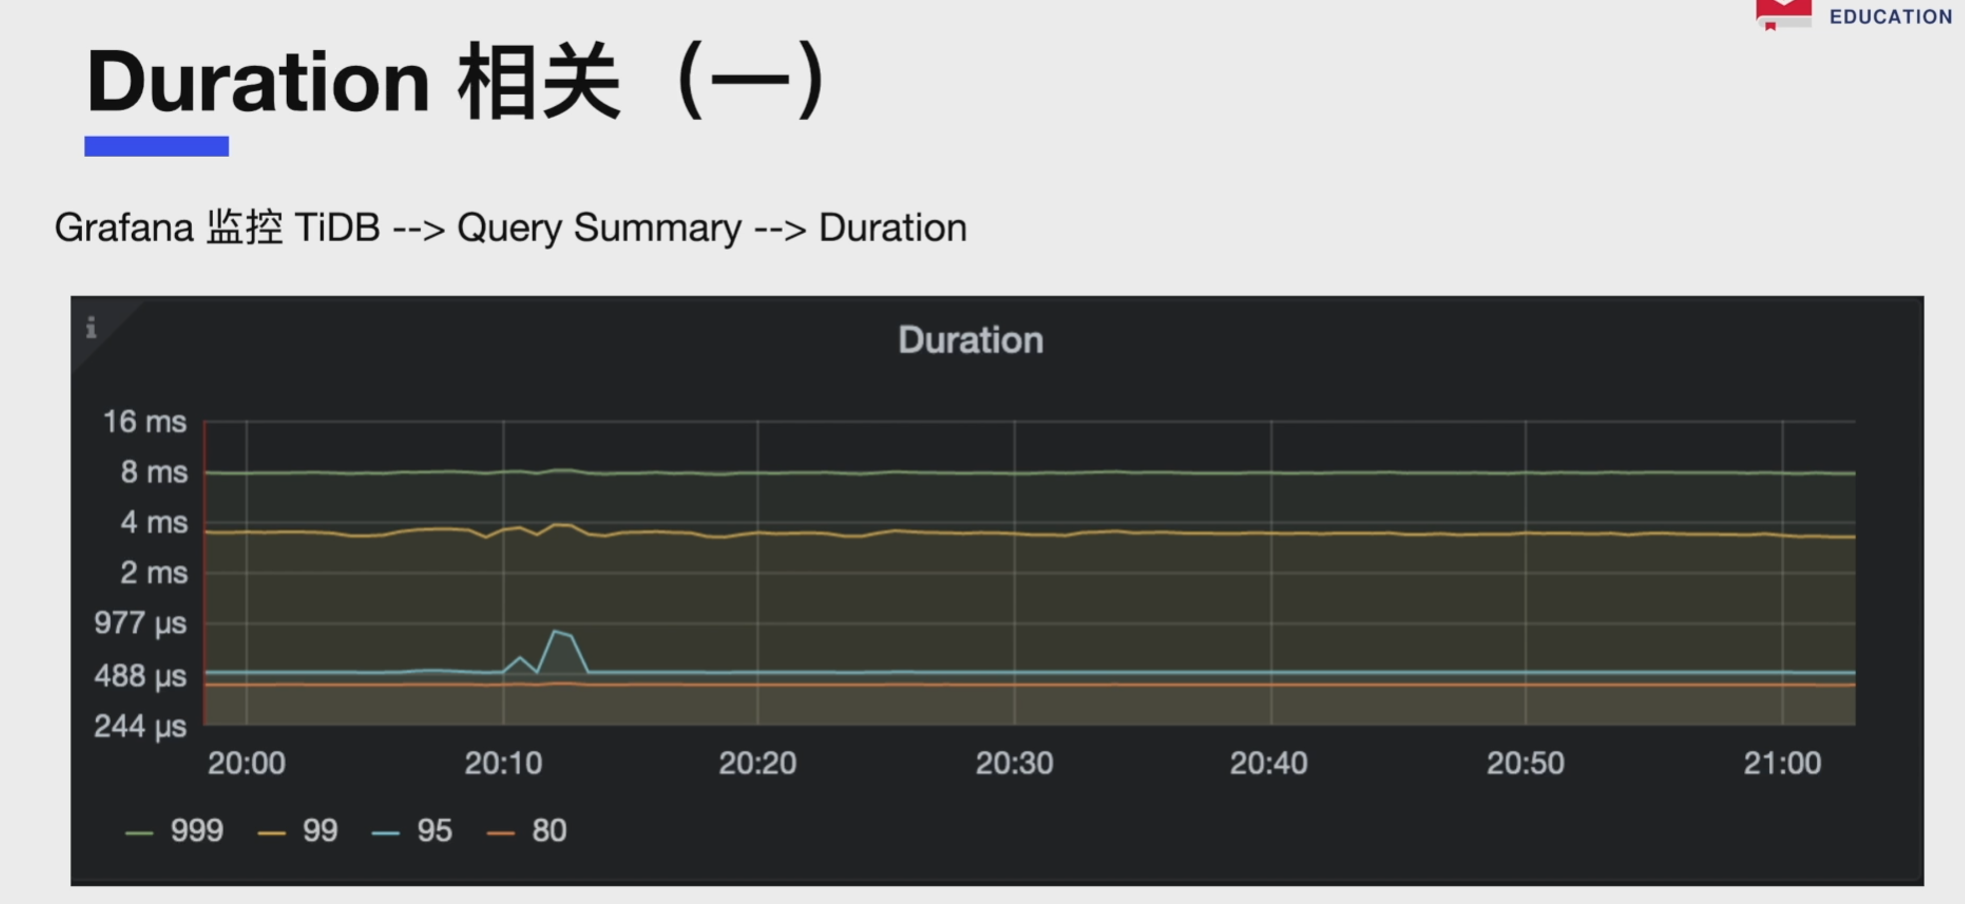 EDUCATION
Duration 相关（一）
Grafana 监控 TiDB --> Query Summary --> Duration
i
Duration
16 ms
8 ms
4 ms
2 ms
977 µs
488 µs
244 µs
20:00 20:10 20:20 20:30 20:40 20:50 21:00
999 99 95 80